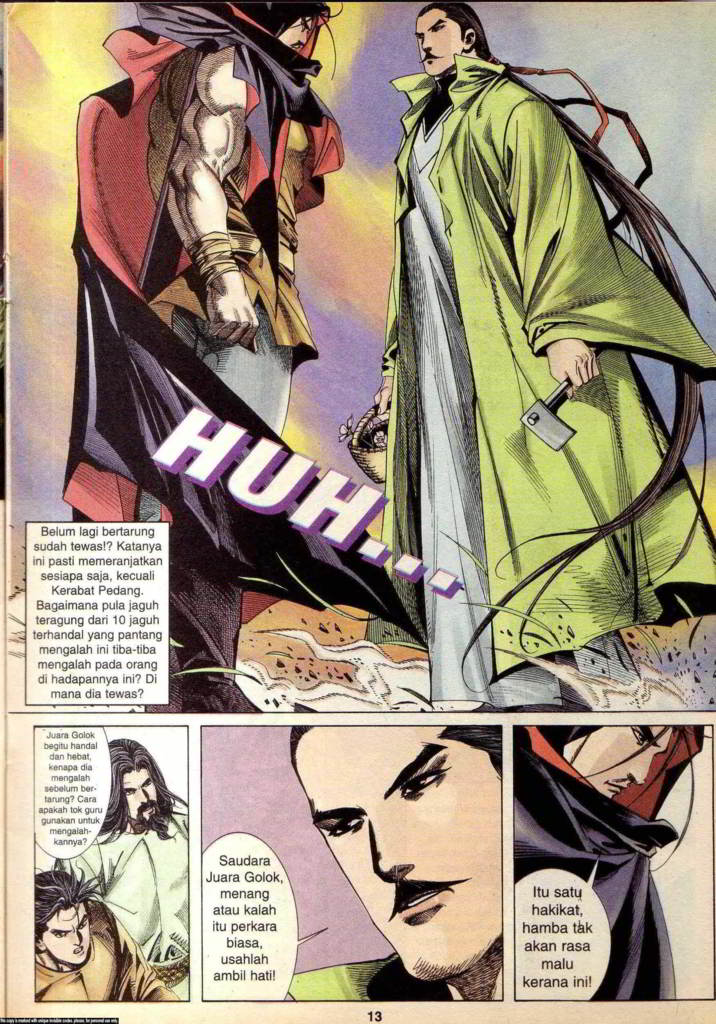 HUH...
Belum lagi bertarung
sudah tewas!? Katanya
ini pasti memeranjatkan
sesiapa saja, kecuali
Kerabat Pedang.
Bagaimana pula jaguh
teragung dari 10 jaguh
terhandal yang pantang
mengalah ini tiba-tiba
mengalah pada orang
di hadapannya ini? Di
mana dia tewas?
Juara Golok
begitu handal
dan hebat,
kenapa dia
mengalah
sebelum ber-
tarung? Cara
apakah tok guru
gunakan untuk
mengalah-
kannya?
Saudara
Juara Golok,
menang
atau kalah
itu perkara
biasa,
usahlah
ambil hati!
Itu satu
hakikat,
hamba tak
akan rasa
malu
kerana ini!
13